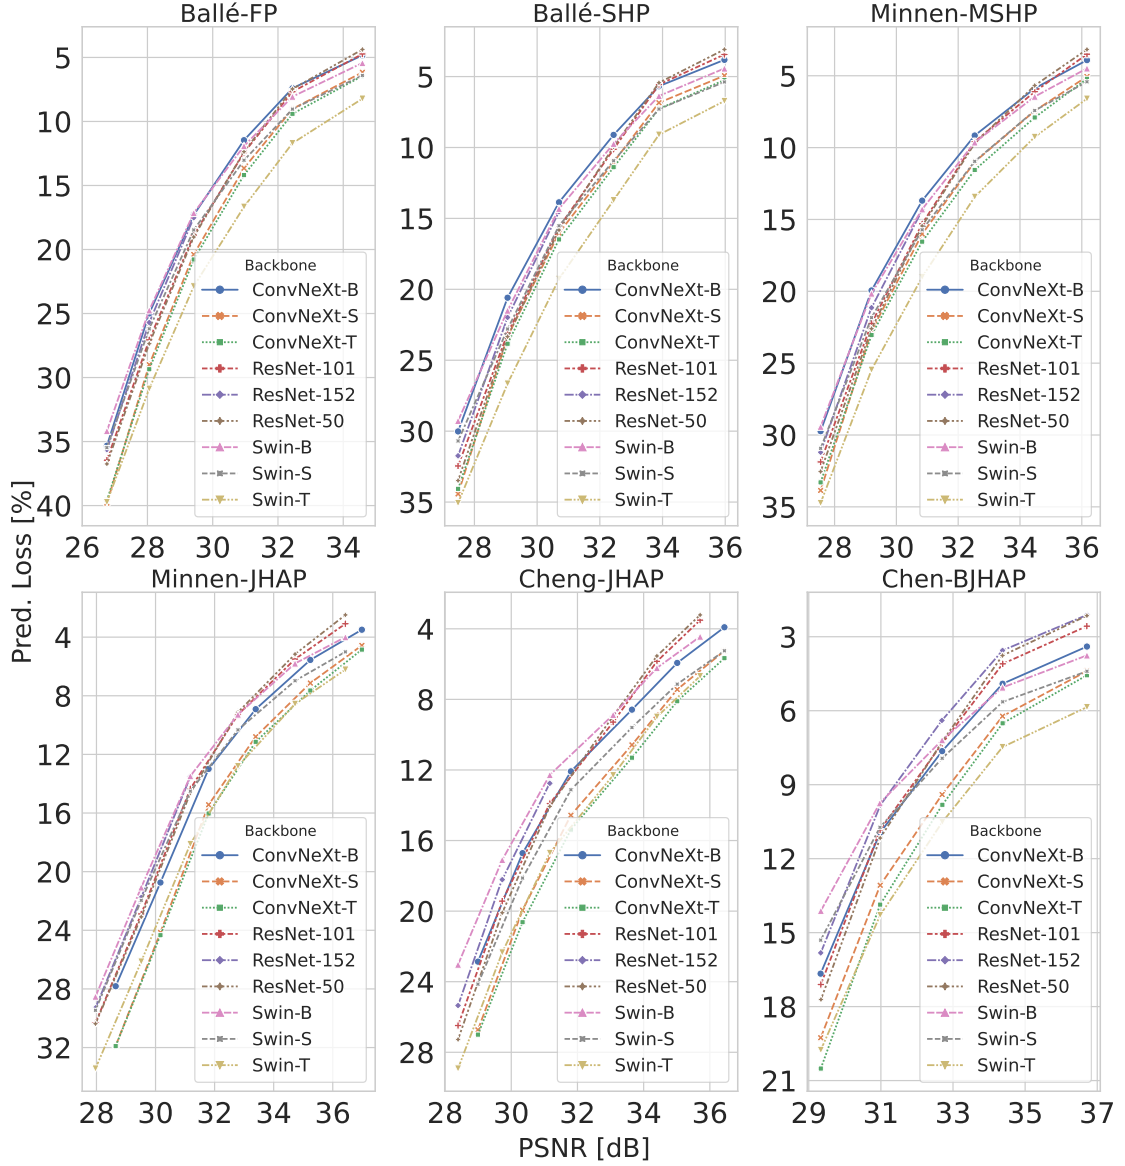 Ballé-FP
Ballé-SHP
Minnen-MSHP
5
10
15
20
25
30
35
40
26 28 30 32 34
Backbone
ConvNeXt-B
ConvNeXt-S
ConvNeXt-T
ResNet-101
ResNet-152
ResNet-50
Swin-B
Swin-S
Swin-T
5
10
15
20
25
30
35
28 30 32 34 36
Backbone
ConvNeXt-B
ConvNeXt-S
ConvNeXt-T
ResNet-101
ResNet-152
ResNet-50
Swin-B
Swin-S
Swin-T
5
10
15
20
25
30
35
28 30 32 34 36
Backbone
ConvNeXt-B
ConvNeXt-S
ConvNeXt-T
ResNet-101
ResNet-152
ResNet-50
Swin-B
Swin-S
Swin-T
Pred. Loss [%]
Minnen-JHAP
Cheng-JHAP
Chen-BJHAP
4
8
12
16
20
24
28
32
28 30 32 34 36
Backbone
ConvNeXt-B
ConvNeXt-S
ConvNeXt-T
ResNet-101
ResNet-152
ResNet-50
Swin-B
Swin-S
Swin-T
4
8
12
16
20
24
28
28 30 32 34 36
Backbone
ConvNeXt-B
ConvNeXt-S
ConvNeXt-T
ResNet-101
ResNet-152
ResNet-50
Swin-B
Swin-S
Swin-T
3
6
9
12
15
18
21
29 31 33 35 37
Backbone
ConvNeXt-B
ConvNeXt-S
ConvNeXt-T
ResNet-101
ResNet-152
ResNet-50
Swin-B
Swin-S
Swin-T
PSNR [dB]